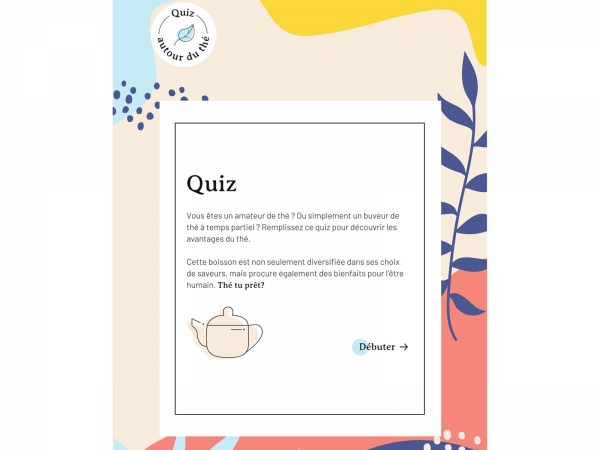 Quiz
autour du thé
Quiz
Vous êtes un amateur de thé ? Ou simplement un buveur de
thé à temps partiel ? Remplissez ce quiz pour découvrir les
avantages du thé.
Cette boisson est non seulement diversifiée dans ses choix
de saveurs, mais procure également des bienfaits pour l'être
humain. Thé tu prêt?
Débuter →